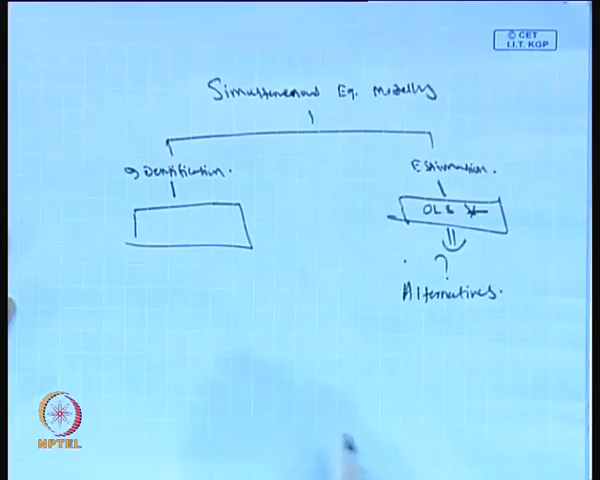 © CET
I.I.T. KGP
Simultaneous Eq. Modelling
Identification.
Estimation.
OLS
?
Alternatives.
NPTEL